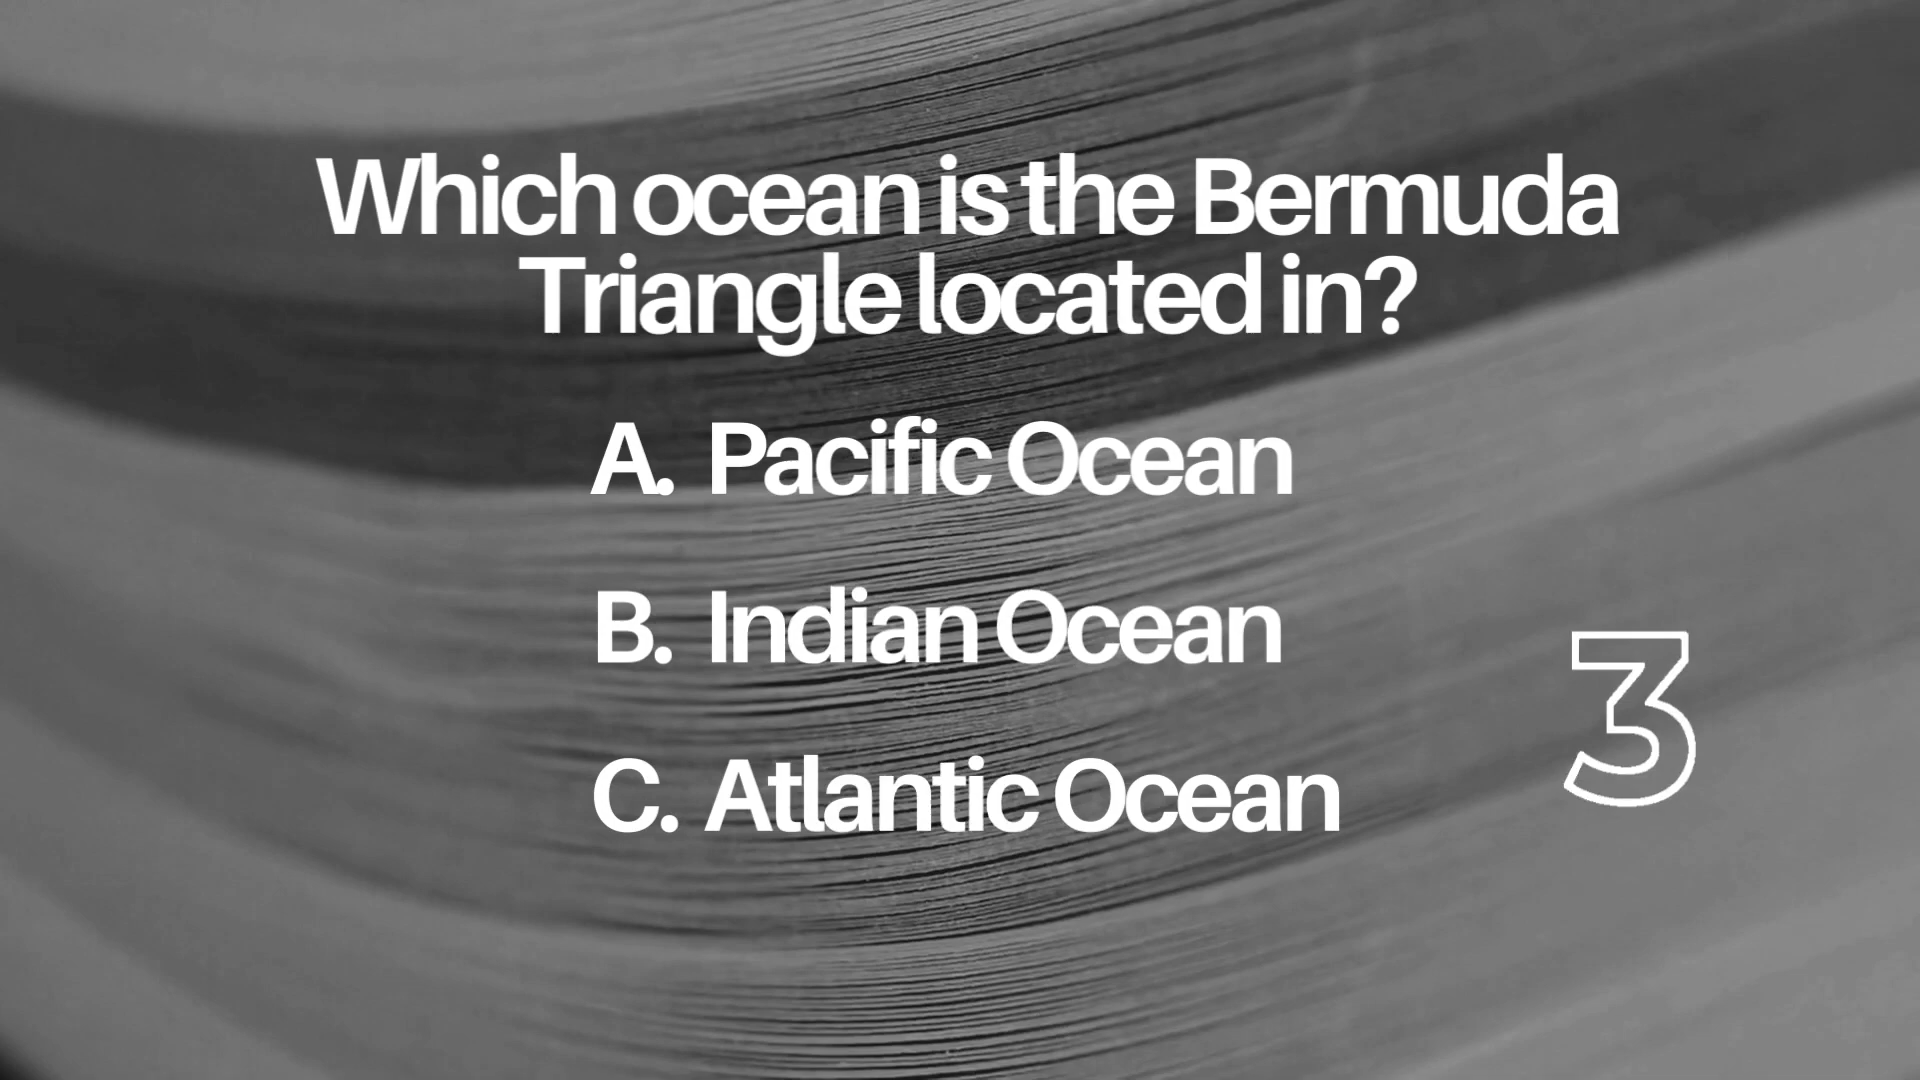 Which ocean is the Bermuda
Triangle located in?
A. Pacific Ocean
B. Indian Ocean
3
C. Atlantic Ocean